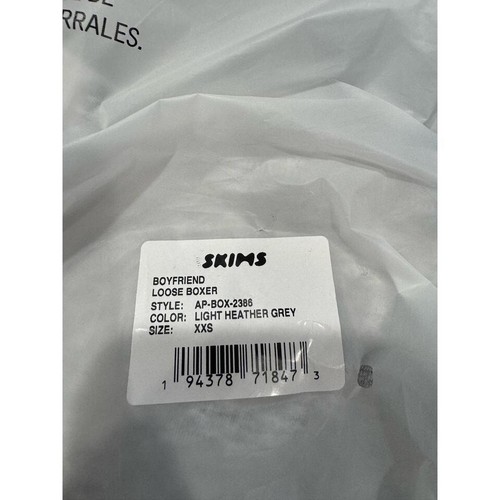 RRALES.
SKIMS
BOYFRIEND
LOOSE BOXER
STYLE: AP-BOX-2386
COLOR: LIGHT HEATHER GREY
SIZE: XXS
1 94378 71847 3